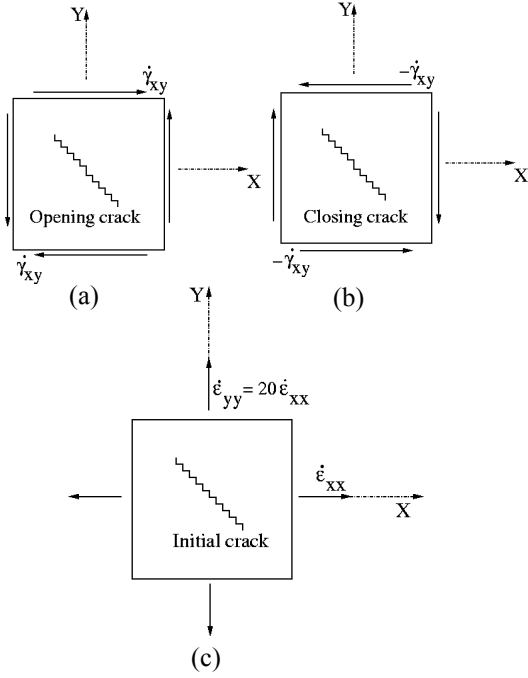 Y
γ̇xy
X
Opening crack
γ̇xy
(a)
Y
−γ̇xy
X
Closing crack
−γ̇xy
(b)
Y
ε̇yy = 20 ε̇xx
ε̇xx
X
Initial crack
(c)